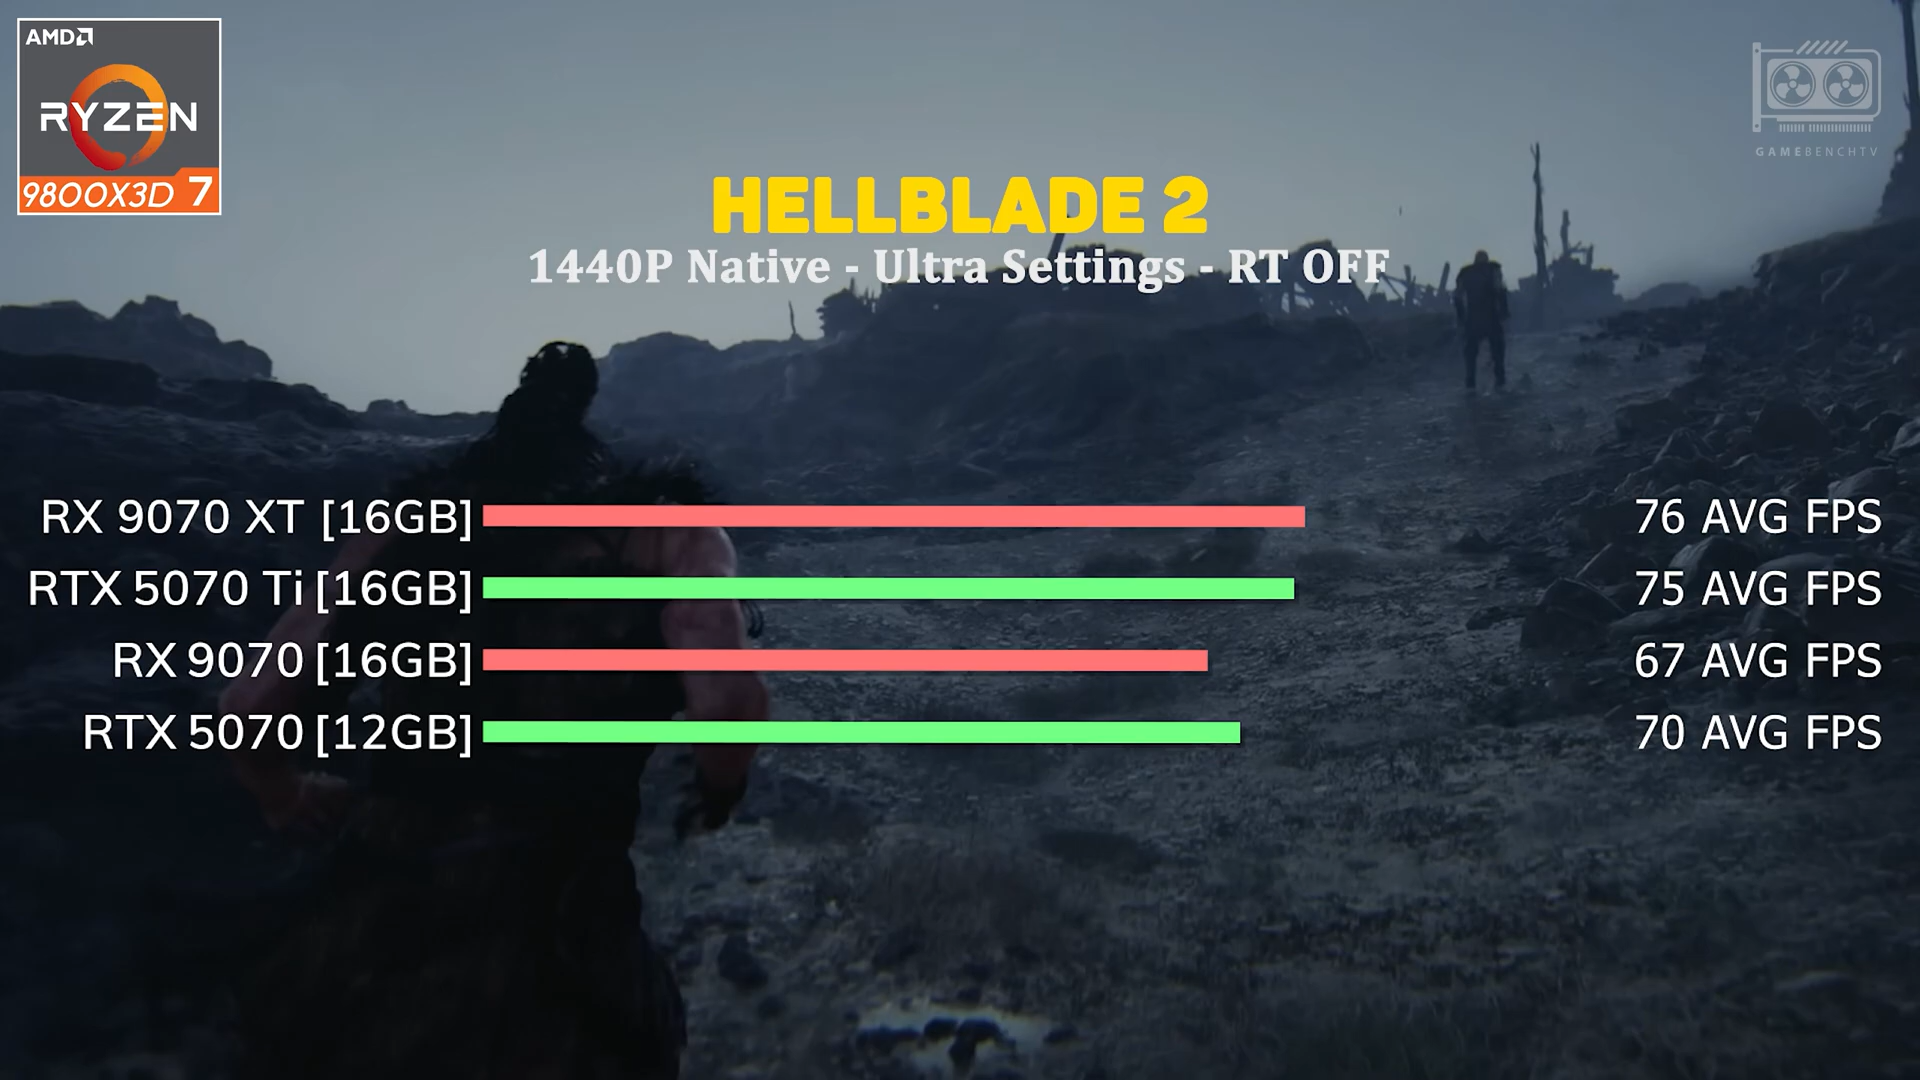 AMD
RYZEN
9800X3D 7
GAMEBENCHTV
HELLBLADE 2
1440P Native - Ultra Settings - RT OFF
RX 9070 XT [16GB] 76 AVG FPS
RTX 5070 Ti [16GB] 75 AVG FPS
RX 9070 [16GB] 67 AVG FPS
RTX 5070 [12GB] 70 AVG FPS